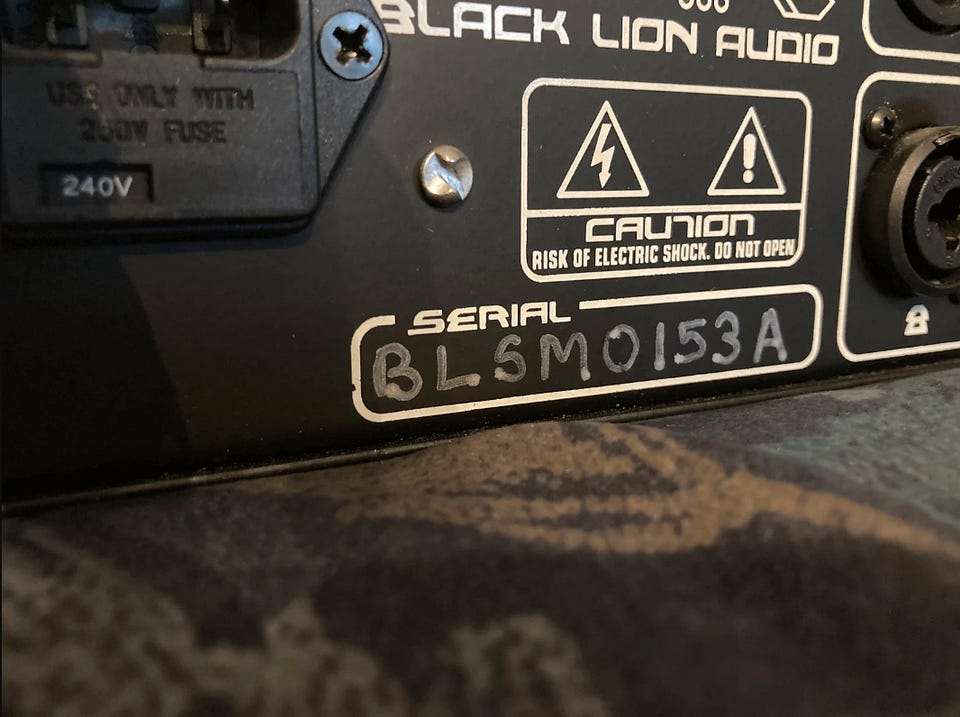 BLACK LION AUDIO
USE ONLY WITH
250V FUSE
240V
CAUTION
RISK OF ELECTRIC SHOCK. DO NOT OPEN
SERIAL
BLSM0153A